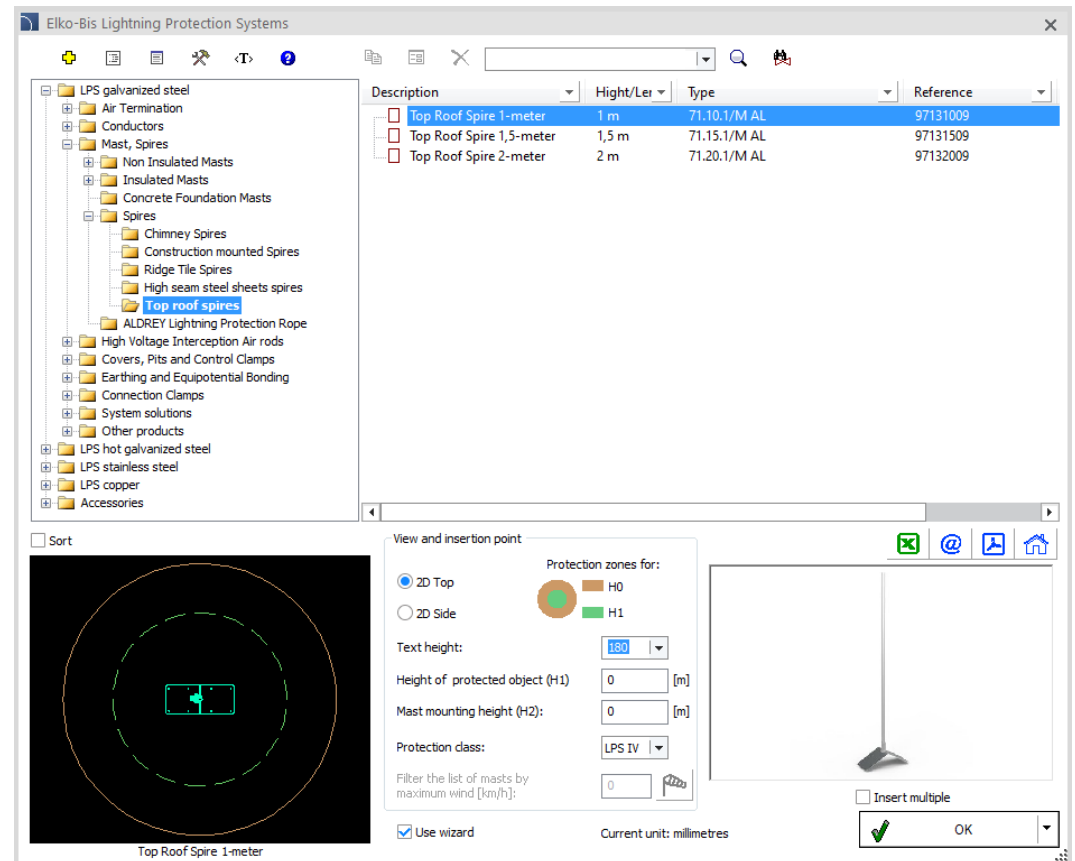 Elko-Bis Lightning Protection Systems
‹T›
Description Hight/Ler Type Reference
LPS galvanized steel
Air Termination
Conductors
Mast, Spires
Non Insulated Masts
Insulated Masts
Concrete Foundation Masts
Spires
Chimney Spires
Construction mounted Spires
Ridge Tile Spires
High seam steel sheets spires
Top roof spires
ALDREY Lightning Protection Rope
High Voltage Interception Air rods
Covers, Pits and Control Clamps
Earthing and Equipotential Bonding
Connection Clamps
System solutions
Other products
LPS hot galvanized steel
LPS stainless steel
LPS copper
Accessories
Top Roof Spire 1-meter 1 m 71.10.1/M AL 97131009
Top Roof Spire 1,5-meter 1,5 m 71.15.1/M AL 97131509
Top Roof Spire 2-meter 2 m 71.20.1/M AL 97132009
Sort
Top Roof Spire 1-meter
View and insertion point
Protection zones for:
2D Top H0
2D Side H1
Text height: 180
Height of protected object (H1) 0 [m]
Mast mounting height (H2): 0 [m]
Protection class: LPS IV
Filter the list of masts by
maximum wind [km/h]: 0
Use wizard Current unit: millimetres
Insert multiple
OK